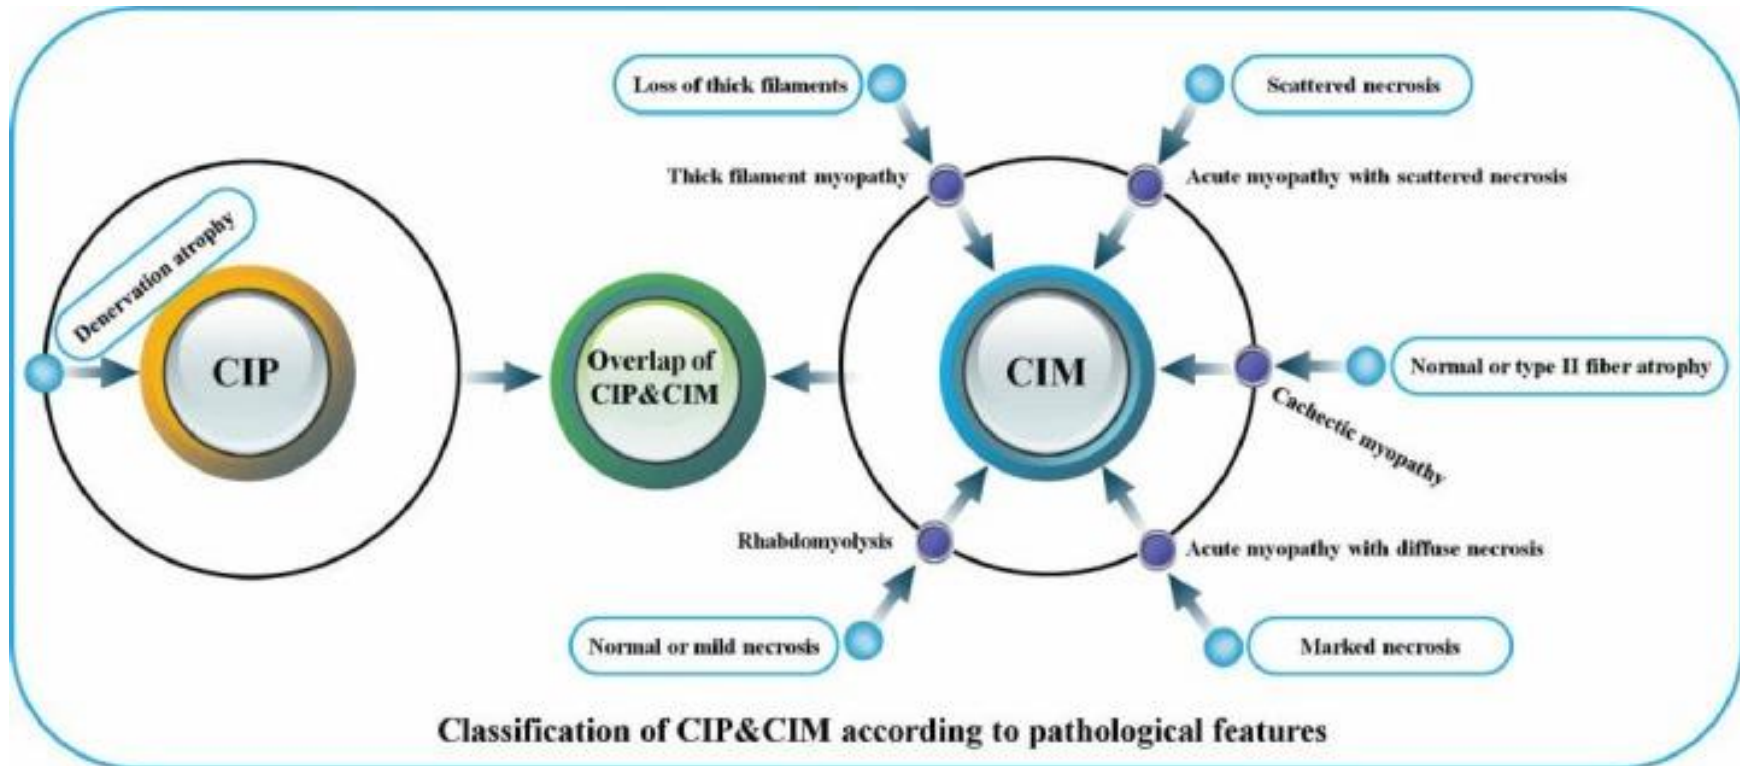 Loss of thick filaments
Scattered necrosis
Thick filament myopathy
Acute myopathy with scattered necrosis
Denervation atrophy
CIP
Overlap of
CIP&CIM
CIM
Normal or type II fiber atrophy
Cachectic myopathy
Rhabdomyolysis
Acute myopathy with diffuse necrosis
Normal or mild necrosis
Marked necrosis
Classification of CIP&CIM according to pathological features